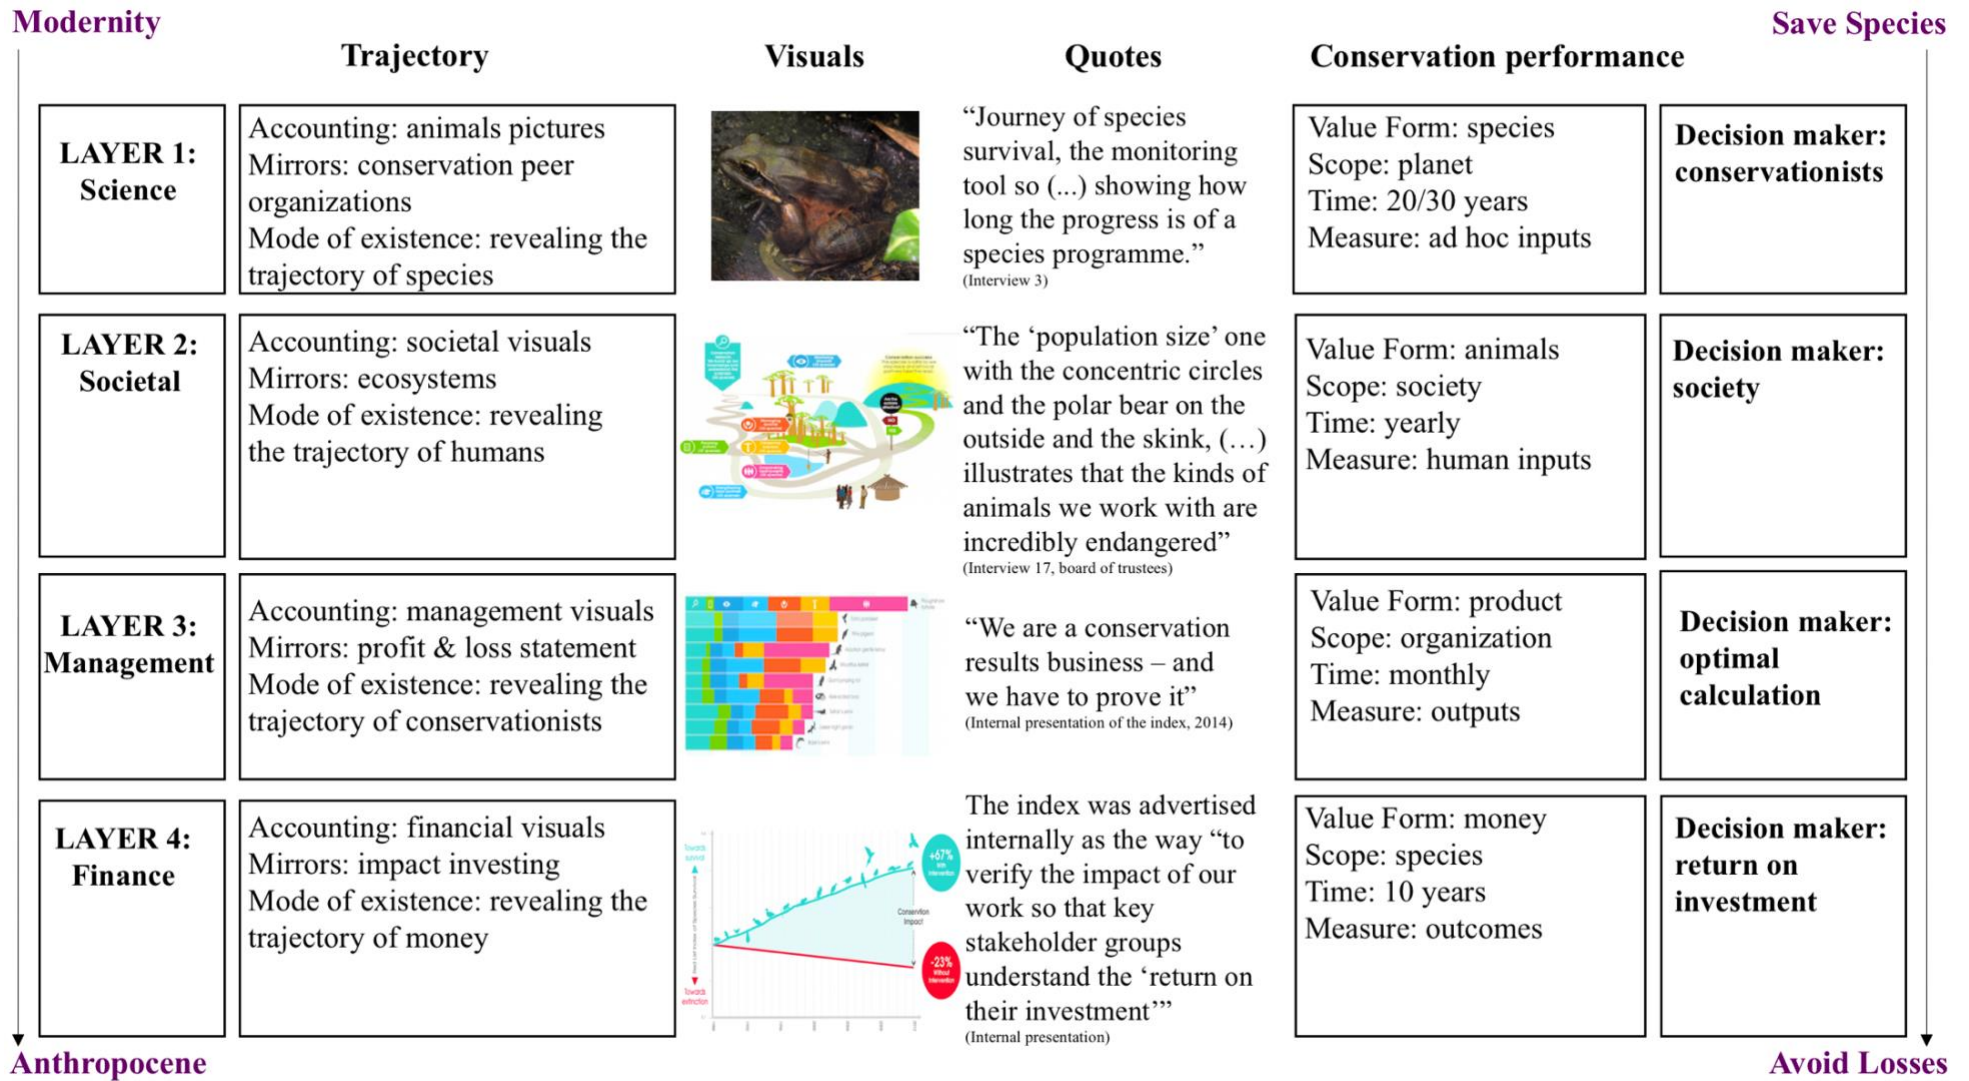 Modernity
Save Species
Trajectory
Visuals
Quotes
Conservation performance
LAYER 1:
Science
Accounting: animals pictures
Mirrors: conservation peer
organizations
Mode of existence: revealing the
trajectory of species
“Journey of species
survival, the monitoring
tool so (...) showing how
long the progress is of a
species programme.”
(Interview 3)
Value Form: species
Scope: planet
Time: 20/30 years
Measure: ad hoc inputs
Decision maker:
conservationists
LAYER 2:
Societal
Accounting: societal visuals
Mirrors: ecosystems
Mode of existence: revealing
the trajectory of humans
“The ‘population size’ one
with the concentric circles
and the polar bear on the
outside and the skink, (…)
illustrates that the kinds of
animals we work with are
incredibly endangered”
(Interview 17, board of trustees)
Value Form: animals
Scope: society
Time: yearly
Measure: human inputs
Decision maker:
society
LAYER 3:
Management
Accounting: management visuals
Mirrors: profit & loss statement
Mode of existence: revealing the
trajectory of conservationists
“We are a conservation
results business – and
we have to prove it”
(Internal presentation of the index, 2014)
Value Form: product
Scope: organization
Time: monthly
Measure: outputs
Decision maker:
optimal
calculation
LAYER 4:
Finance
Accounting: financial visuals
Mirrors: impact investing
Mode of existence: revealing the
trajectory of money
Towards
survival
Towards
extinction
+67%
Conservation
Impact
-23%
Without
intervention
The index was advertised
internally as the way “to
verify the impact of our
work so that key
stakeholder groups
understand the ‘return on
their investment’”
(Internal presentation)
Value Form: money
Scope: species
Time: 10 years
Measure: outcomes
Decision maker:
return on
investment
Anthropocene
Avoid Losses